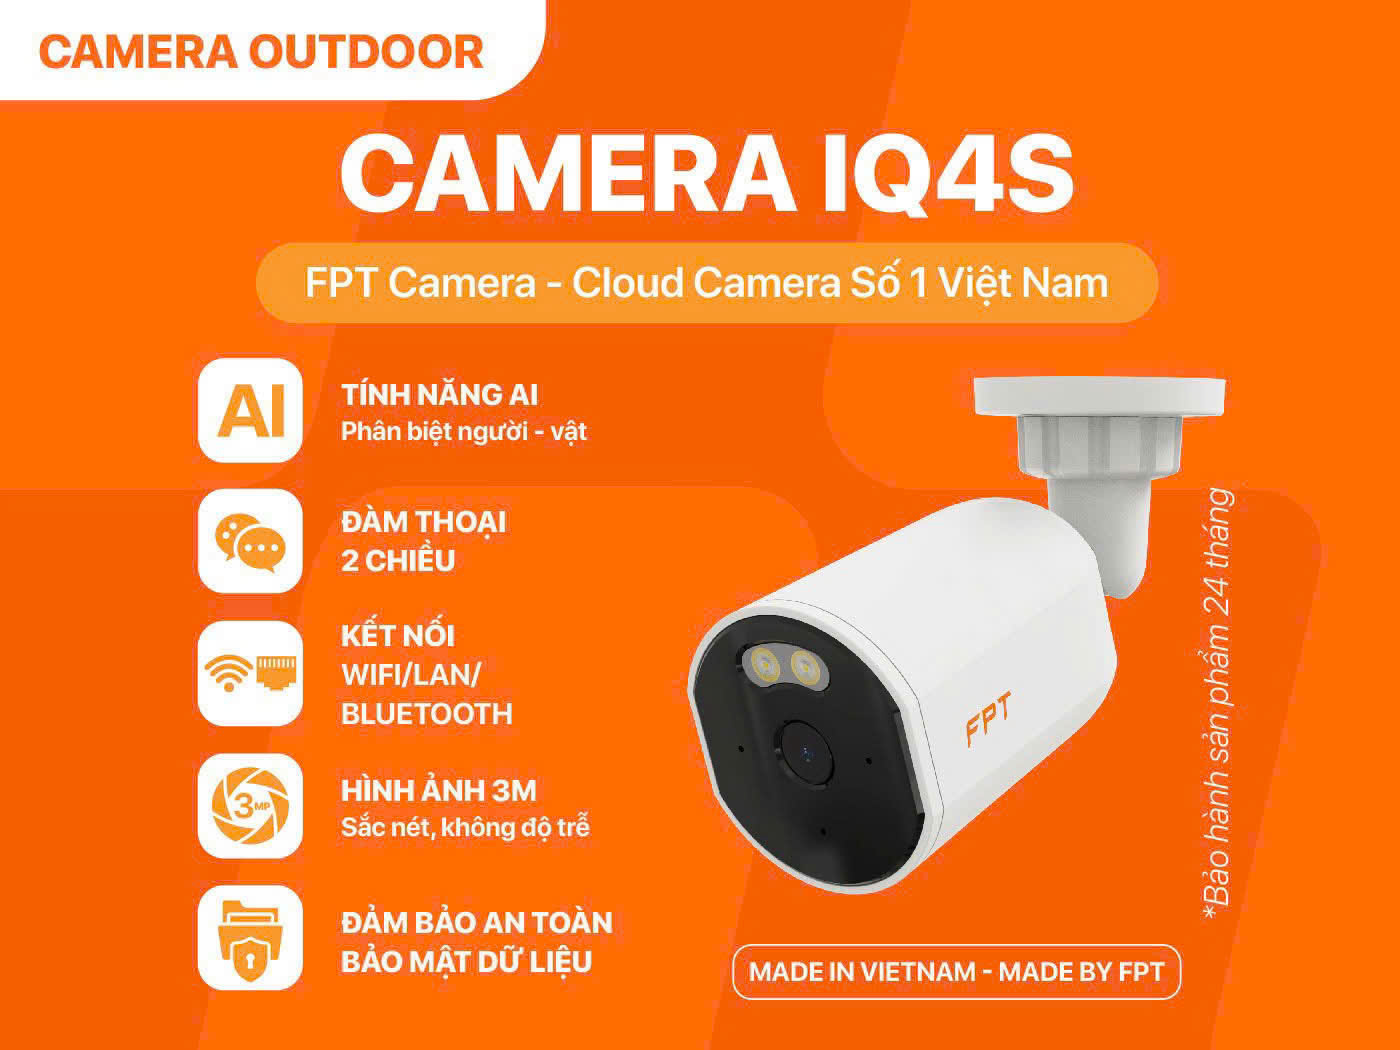 CAMERA OUTDOOR
CAMERA IQ4S
FPT Camera - Cloud Camera Số 1 Việt Nam
AI
TÍNH NĂNG AI
Phân biệt người - vật
ĐÀM THOẠI
2 CHIỀU
KẾT NỐI
WIFI/LAN/
BLUETOOTH
3MP
HÌNH ẢNH 3M
Sắc nét, không độ trễ
ĐẢM BẢO AN TOÀN
BẢO MẬT DỮ LIỆU
FPT
*Bảo hành sản phẩm 24 tháng
MADE IN VIETNAM - MADE BY FPT